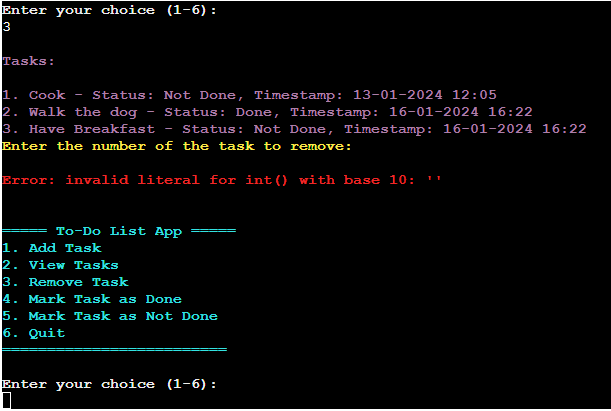 Enter your choice (1-6):
3
Tasks:
1. Cook - Status: Not Done, Timestamp: 13-01-2024 12:05
2. Walk the dog - Status: Done, Timestamp: 16-01-2024 16:22
3. Have Breakfast - Status: Not Done, Timestamp: 16-01-2024 16:22
Enter the number of the task to remove:
Error: invalid literal for int() with base 10: ''
===== To-Do List App =====
1. Add Task
2. View Tasks
3. Remove Task
4. Mark Task as Done
5. Mark Task as Not Done
6. Quit
=========================
Enter your choice (1-6):